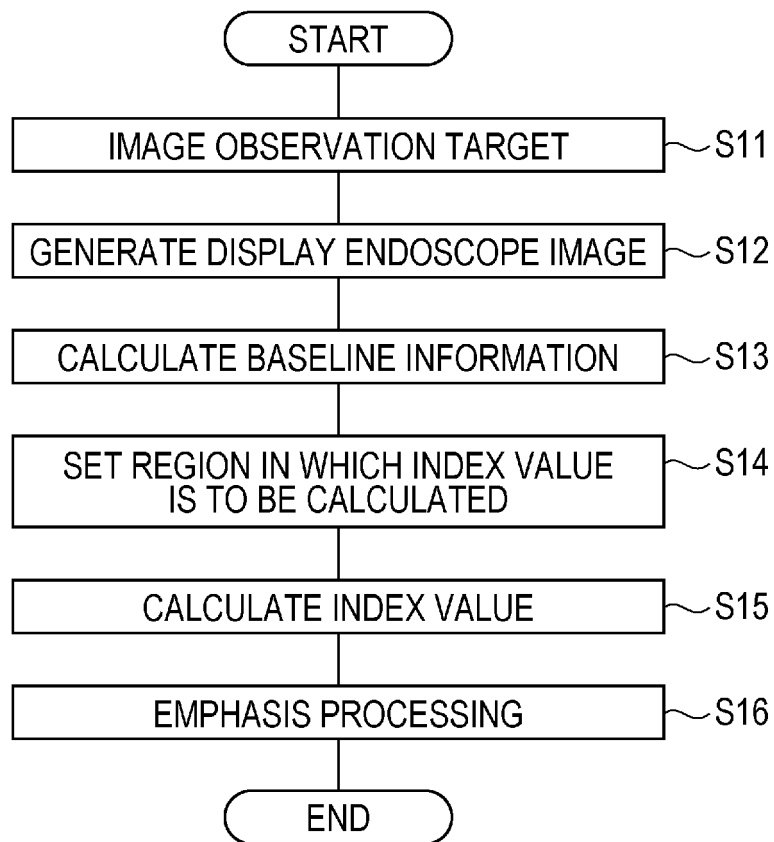 START
IMAGE OBSERVATION TARGET
S11
GENERATE DISPLAY ENDOSCOPE IMAGE
S12
CALCULATE BASELINE INFORMATION
S13
SET REGION IN WHICH INDEX VALUE
IS TO BE CALCULATED
S14
CALCULATE INDEX VALUE
S15
EMPHASIS PROCESSING
S16
END